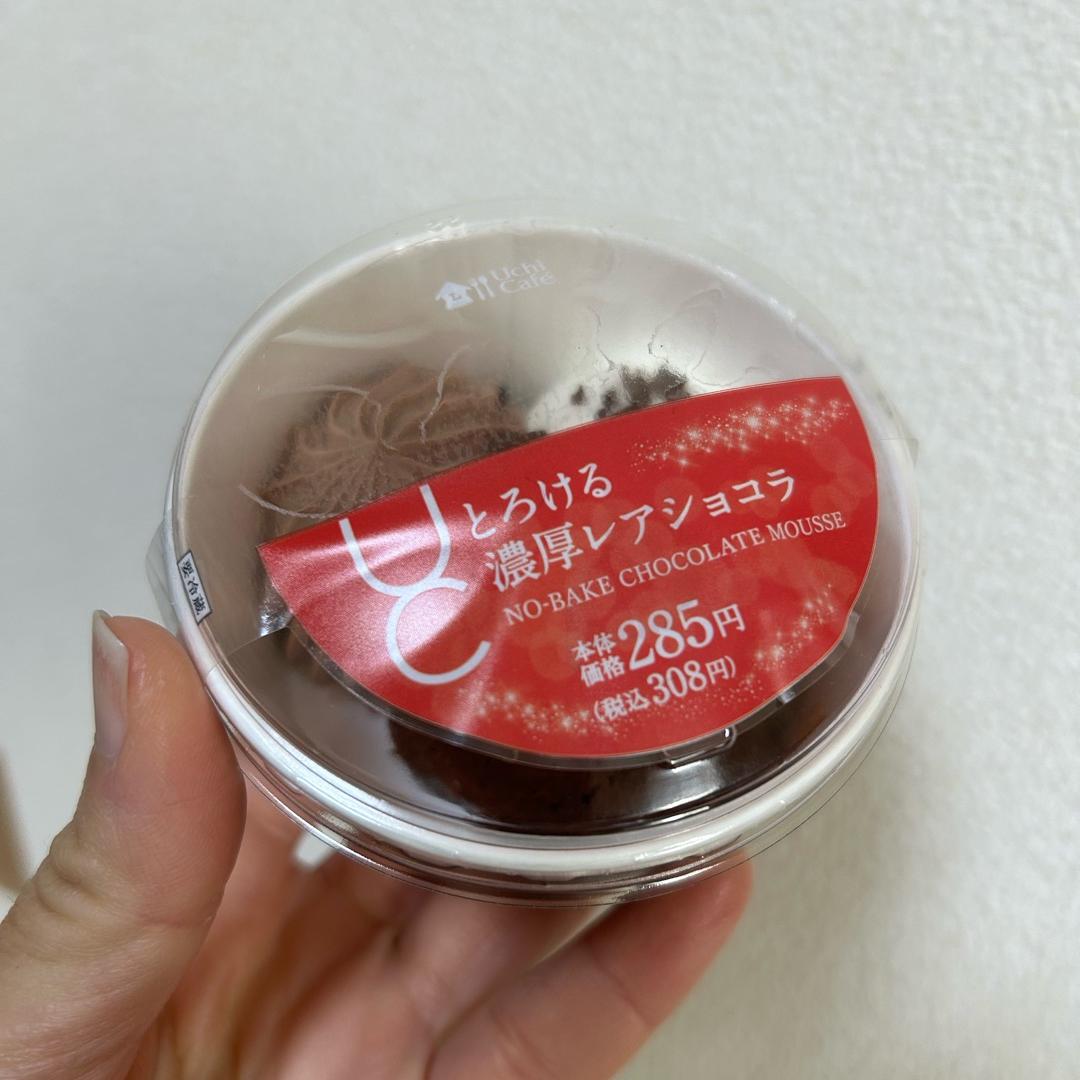 Uchi
Café
とろける
濃厚レアショコラ
NO-BAKE CHOCOLATE MOUSSE
UC
本体
価格 285円
(税込 308円)
要冷蔵